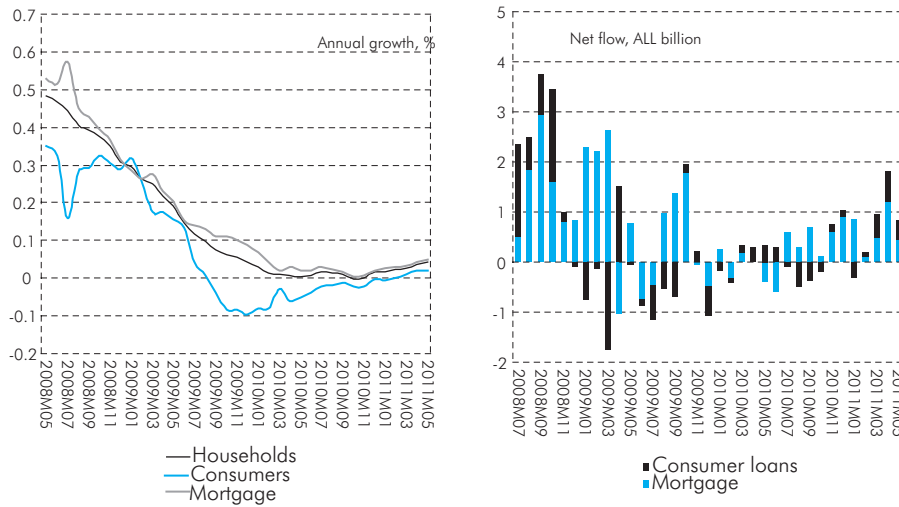 Annual growth, %
0.7
0.6
0.5
0.4
0.3
0.2
0.1
0
-0.1
-0.2
2008M05
2008M07
2008M09
2008M11
2009M01
2009M03
2009M05
2009M07
2009M09
2009M11
2010M01
2010M03
2010M05
2010M07
2010M09
2010M11
2011M01
2011M03
2011M05
Households
Consumers
Mortgage
Net flow, ALL billion
5
4
3
2
1
0
-1
-2
2008M07
2008M09
2008M11
2009M01
2009M03
2009M05
2009M07
2009M09
2009M11
2010M01
2010M03
2010M05
2010M07
2010M09
2010M11
2011M01
2011M03
2011M05
Consumer loans
Mortgage